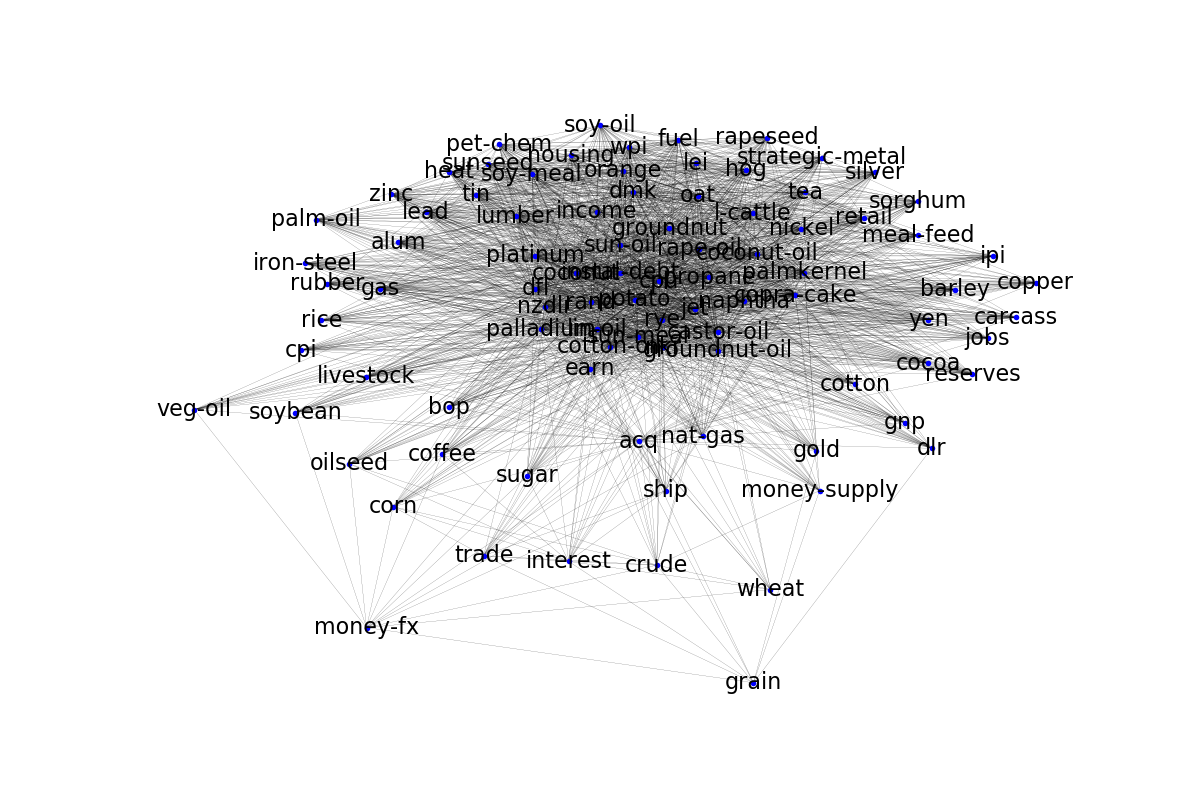 soy-oil
rapeseed
fuel
pet-chem
wpi
housing
strategic-metal
sunseed
lei
hog
heat
orange
soy-meal
silver
dmk
tea
zinc
tin
oat
sorghum
income
lead
l-cattle
lumber
retail
palm-oil
groundnut
nickel
meal-feed
alum
sun-oil
rape-oil
coconut-oil
platinum
ipi
iron-steel
instal-debt
palmkernel
cpu
propane
rubber
copper
gas
dfl
barley
copra-cake
rand
potato
naphtha
nzdlr
jet
carcass
rice
rye
yen
palladium
lin-oil
castor-oil
sun-meal
jobs
cotton-oil
groundnut-oil
cpi
cocoa
earn
reserves
livestock
cotton
bop
veg-oil
soybean
gnp
nat-gas
acq
dlr
gold
coffee
oilseed
sugar
ship
money-supply
corn
trade
interest
crude
wheat
money-fx
grain